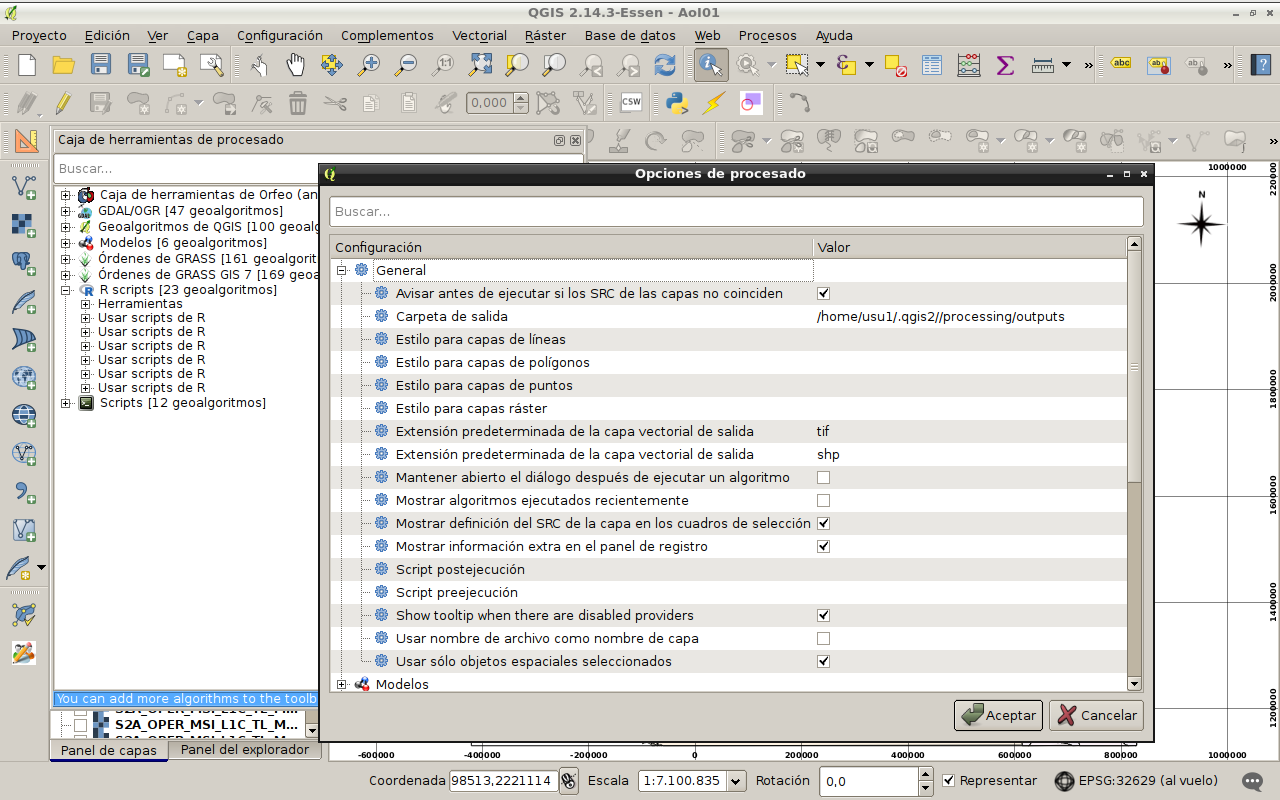 QGIS 2.14.3-Essen - AoI01
Proyecto Edición Ver Capa Configuración Complementos Vectorial Ráster Base de datos Web Procesos Ayuda
1:1
abc ab ab
0,000 CSW
Caja de herramientas de procesado
Buscar...
Caja de herramientas de Orfeo (an
GDAL/OGR [47 geoalgoritmos]
Geoalgoritmos de QGIS [100 geoalg
Modelos [6 geoalgoritmos]
Órdenes de GRASS [161 geoalgoritm
Órdenes de GRASS GIS 7 [169 geoa
R scripts [23 geoalgoritmos]
Herramientas
Usar scripts de R
Usar scripts de R
Usar scripts de R
Usar scripts de R
Usar scripts de R
Usar scripts de R
Scripts [12 geoalgoritmos]
You can add more algorithms to the toolb
S2A_OPER_MSI_L1C_TL_M...
S2A_OPER_MSI_L1C_TL_M...
Panel de capas Panel del explorador
Opciones de procesado
Buscar...
Configuración Valor
General
Avisar antes de ejecutar si los SRC de las capas no coinciden
Carpeta de salida /home/usu1/.qgis2//processing/outputs
Estilo para capas de líneas
Estilo para capas de polígonos
Estilo para capas de puntos
Estilo para capas ráster
Extensión predeterminada de la capa vectorial de salida tif
Extensión predeterminada de la capa vectorial de salida shp
Mantener abierto el diálogo después de ejecutar un algoritmo
Mostrar algoritmos ejecutados recientemente
Mostrar definición del SRC de la capa en los cuadros de selección
Mostrar información extra en el panel de registro
Script postejecución
Script preejecución
Show tooltip when there are disabled providers
Usar nombre de archivo como nombre de capa
Usar sólo objetos espaciales seleccionados
Modelos
Aceptar Cancelar
1000000
N
2200000
2000000
1800000
1600000
1400000
1200000
-600000 -400000 -200000 0 200000 400000 600000 800000 1000000
Coordenada 98513,2221114 Escala 1:7.100.835 Rotación 0,0 Representar EPSG:32629 (al vuelo)